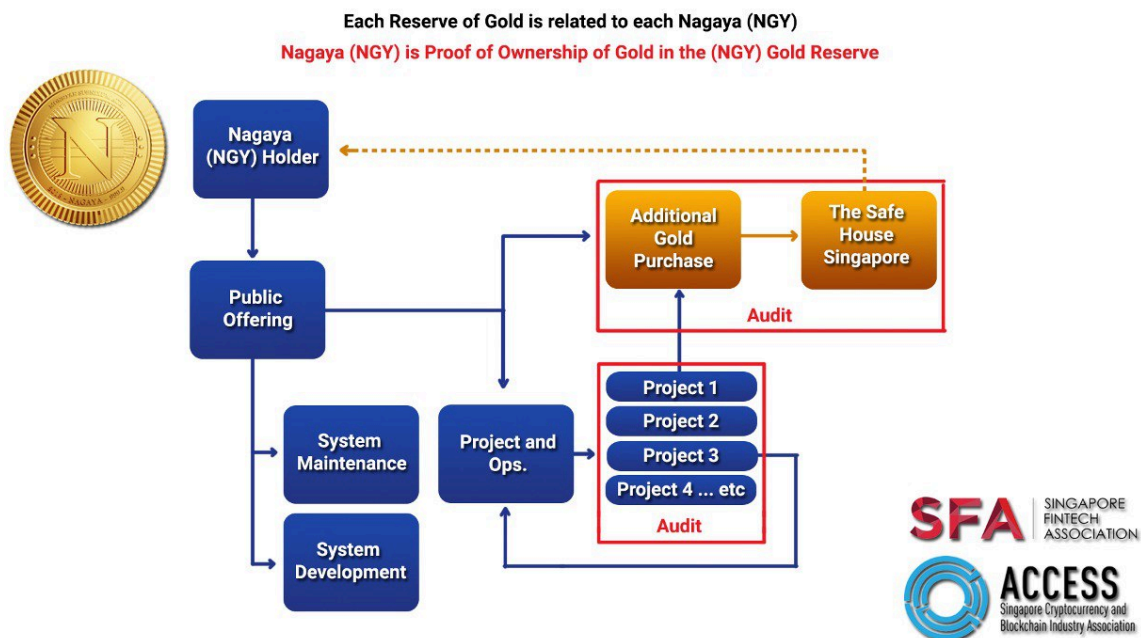 Each Reserve of Gold is related to each Nagaya (NGY)
Nagaya (NGY) is Proof of Ownership of Gold in the (NGY) Gold Reserve
N
NAGAYA
Nagaya
(NGY) Holder
Additional
Gold
Purchase
The Safe
House
Singapore
Audit
Public
Offering
Project 1
Project 2
Project 3
Project 4 ... etc
Audit
System
Maintenance
Project and
Ops.
System
Development
SFA
SINGAPORE
FINTECH
ASSOCIATION
ACCESS
Singapore Cryptocurrency and
Blockchain Industry Association